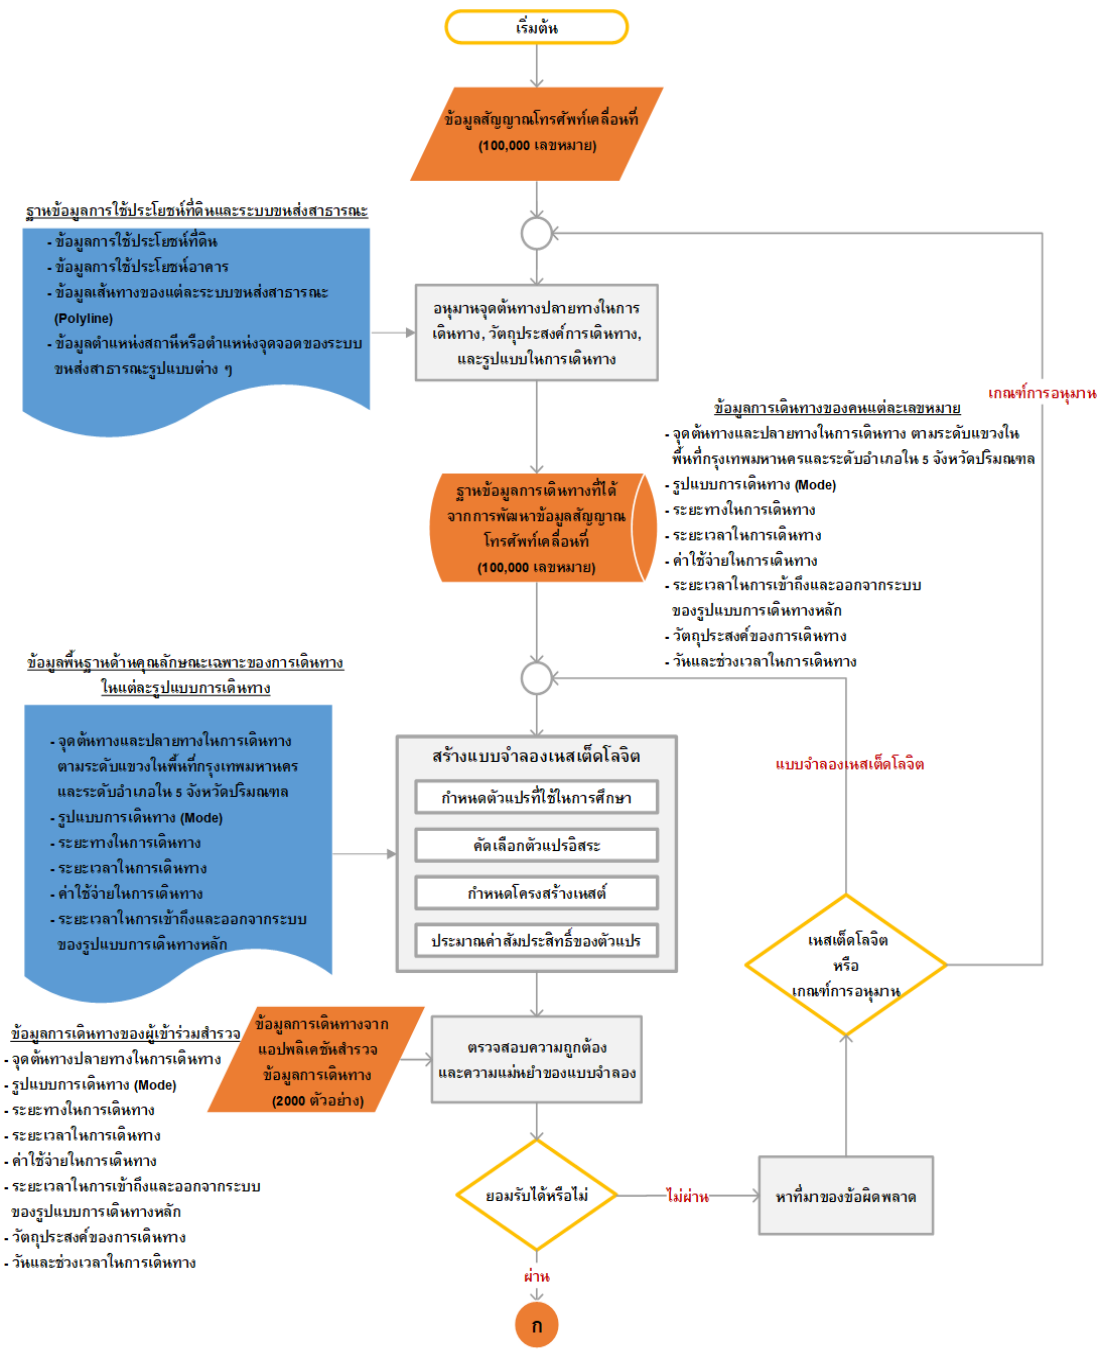 เริ่มต้น
ข้อมูลสัญญาณโทรศัพท์เคลื่อนที่
(100,000 เลขหมาย)
ฐานข้อมูลการใช้ประโยชน์ที่ดินและระบบขนส่งสาธารณะ
- ข้อมูลการใช้ประโยชน์ที่ดิน
- ข้อมูลการใช้ประโยชน์อาคาร
- ข้อมูลเส้นทางของแต่ละระบบขนส่งสาธารณะ
(Polyline)
- ข้อมูลตำแหน่งสถานีหรือตำแหน่งจุดจอดของระบบ
ขนส่งสาธารณะรูปแบบต่าง ๆ
อนุมานจุดต้นทางปลายทางในการ
เดินทาง, วัตถุประสงค์การเดินทาง,
และรูปแบบในการเดินทาง
เกณฑ์การอนุมาน
ข้อมูลการเดินทางของคนแต่ละเลขหมาย
- จุดต้นทางและปลายทางในการเดินทาง ตามระดับแขวงใน
พื้นที่กรุงเทพมหานครและระดับอำเภอใน 5 จังหวัดปริมณฑล
- รูปแบบการเดินทาง (Mode)
- ระยะทางในการเดินทาง
- ระยะเวลาในการเดินทาง
- ค่าใช้จ่ายในการเดินทาง
- ระยะเวลาในการเข้าถึงและออกจากระบบ
ของรูปแบบการเดินทางหลัก
- วัตถุประสงค์ของการเดินทาง
- วันและช่วงเวลาในการเดินทาง
ฐานข้อมูลการเดินทางที่ได้
จากการพัฒนาข้อมูลสัญญาณ
โทรศัพท์เคลื่อนที่
(100,000 เลขหมาย)
ข้อมูลพื้นฐานด้านคุณลักษณะเฉพาะของการเดินทาง
ในแต่ละรูปแบบการเดินทาง
- จุดต้นทางและปลายทางในการเดินทาง
ตามระดับแขวงในพื้นที่กรุงเทพมหานคร
และระดับอำเภอใน 5 จังหวัดปริมณฑล
- รูปแบบการเดินทาง (Mode)
- ระยะทางในการเดินทาง
- ระยะเวลาในการเดินทาง
- ค่าใช้จ่ายในการเดินทาง
- ระยะเวลาในการเข้าถึงและออกจากระบบ
ของรูปแบบการเดินทางหลัก
สร้างแบบจำลองเนสเต็ดโลจิต
กำหนดตัวแปรที่ใช้ในการศึกษา
คัดเลือกตัวแปรอิสระ
กำหนดโครงสร้างเนสต์
ประมาณค่าสัมประสิทธิ์ของตัวแปร
แบบจำลองเนสเต็ดโลจิต
เนสเต็ดโลจิต
หรือ
เกณฑ์การอนุมาน
ข้อมูลการเดินทางของผู้เข้าร่วมสำรวจ
- จุดต้นทางปลายทางในการเดินทาง
- รูปแบบการเดินทาง (Mode)
- ระยะทางในการเดินทาง
- ระยะเวลาในการเดินทาง
- ค่าใช้จ่ายในการเดินทาง
- ระยะเวลาในการเข้าถึงและออกจากระบบ
ของรูปแบบการเดินทางหลัก
- วัตถุประสงค์ของการเดินทาง
- วันและช่วงเวลาในการเดินทาง
ข้อมูลการเดินทางจาก
แอปพลิเคชันสำรวจ
ข้อมูลการเดินทาง
(2000 ตัวอย่าง)
ตรวจสอบความถูกต้อง
และความแม่นยำของแบบจำลอง
ยอมรับได้หรือไม่
ไม่ผ่าน
หาที่มาของข้อผิดพลาด
ผ่าน
ก